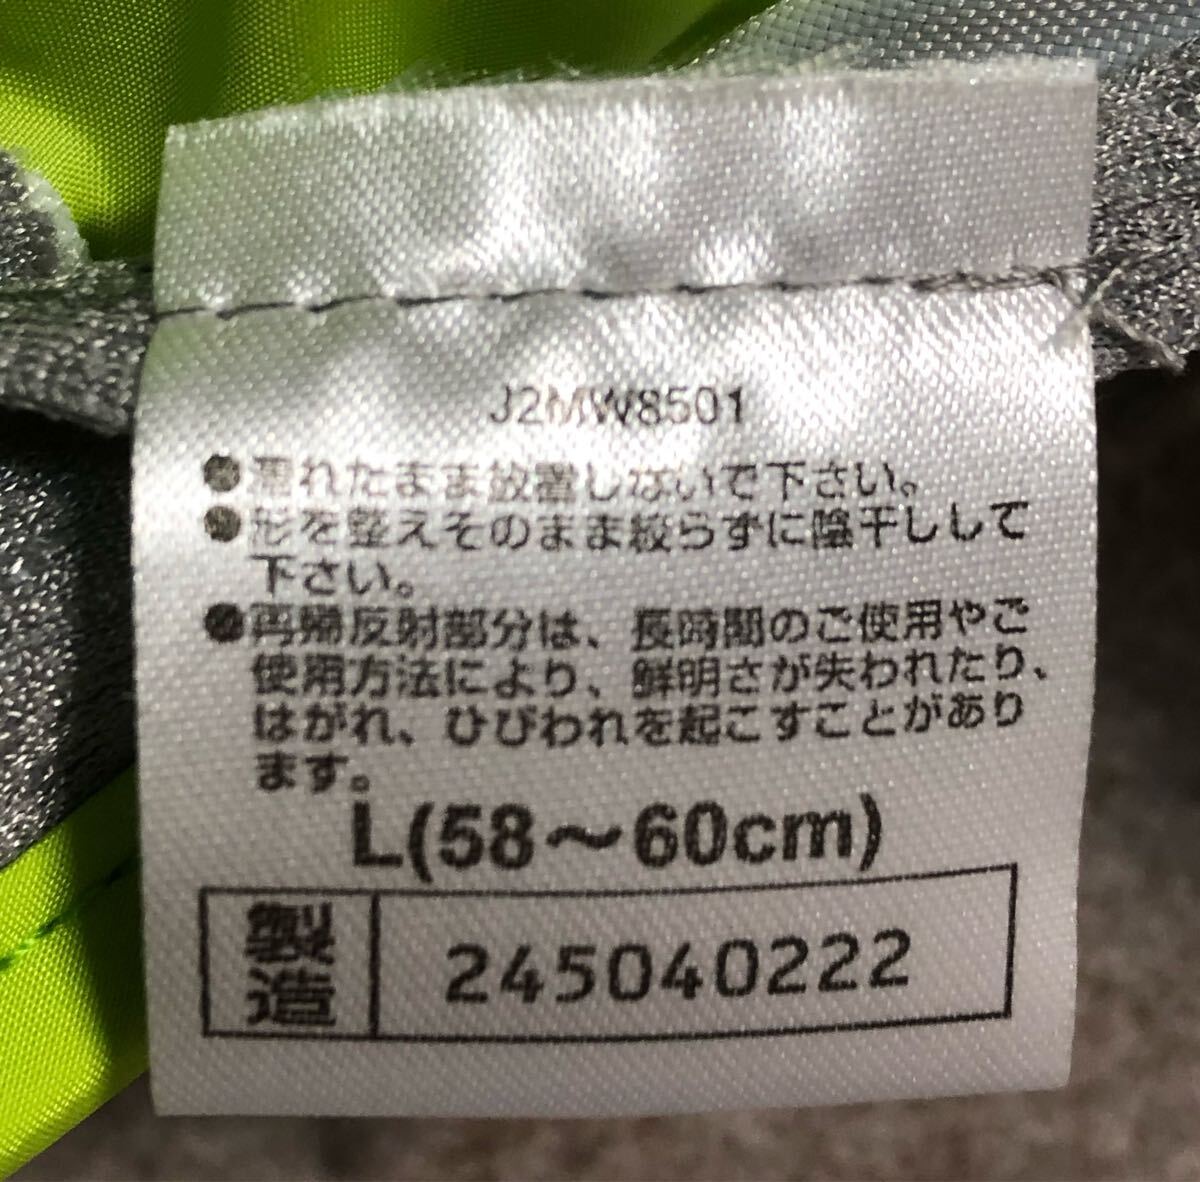 J2MW8501
●濡れたまま放置しないで下さい。
●形を整えそのまま絞らずに陰干しして
下さい。
●再帰反射部分は、長時間のご使用やご
使用方法により、鮮明さが失われたり、
はがれ、ひびわれを起こすことがあり
ます。
L(58～60cm)
製造 245040222